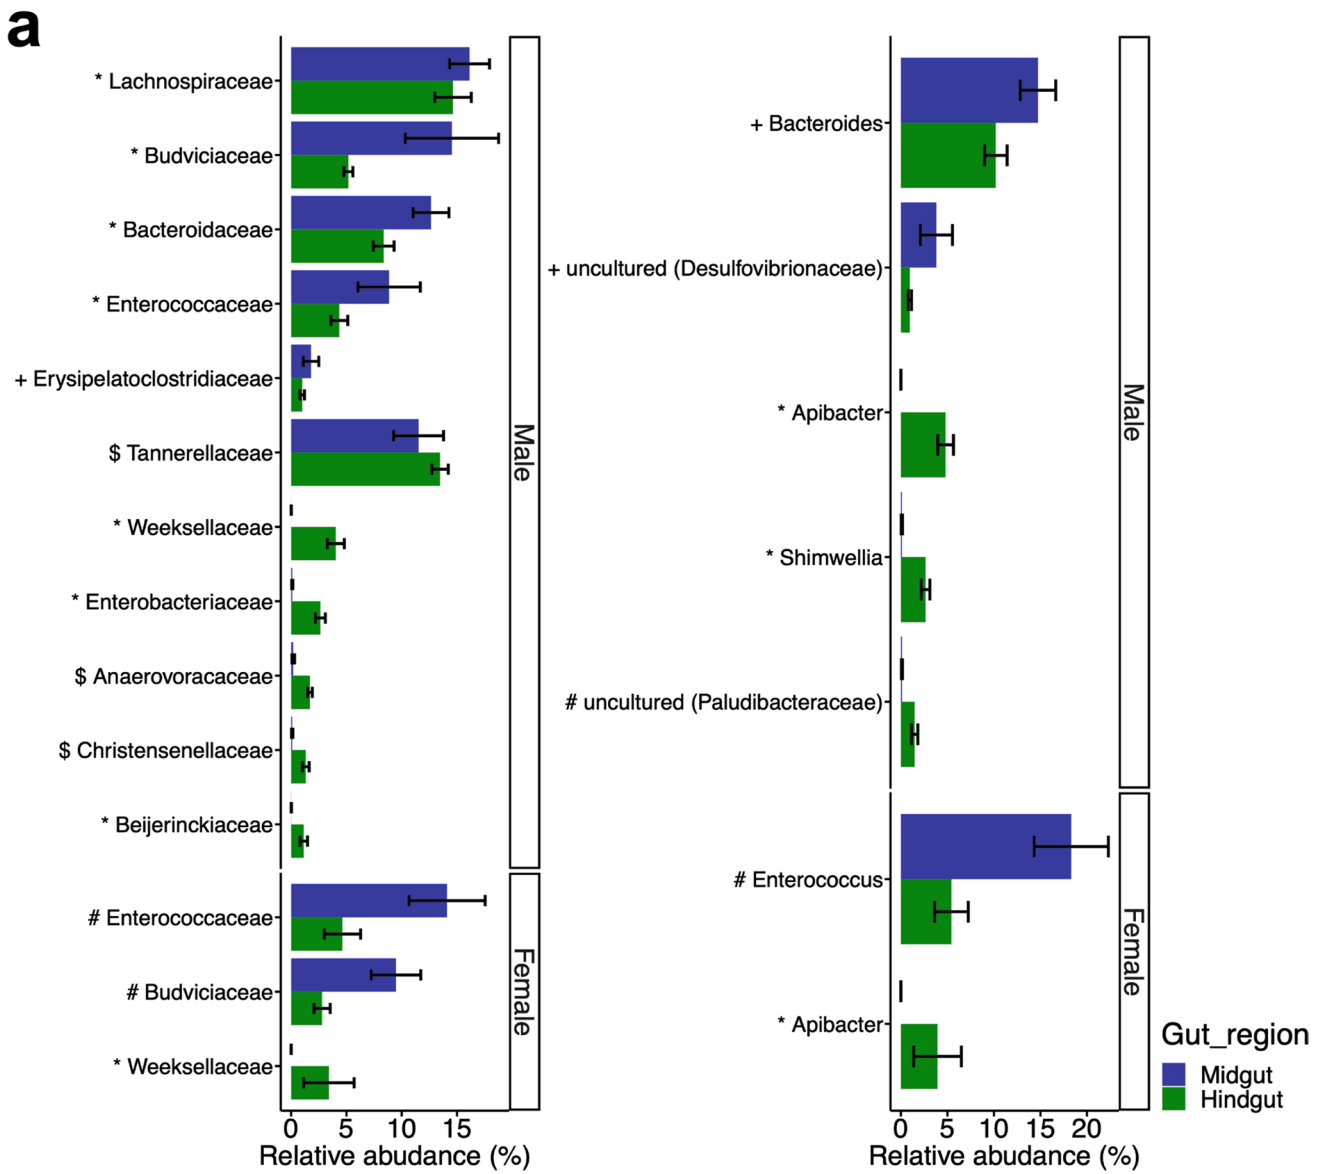 a
* Lachnospiraceae
* Budviciaceae
* Bacteroidaceae
* Enterococcaceae
+ Erysipelatoclostridiaceae
$ Tannerellaceae
* Weeksellaceae
* Enterobacteriaceae
$ Anaerovoracaceae
$ Christensenellaceae
* Beijerinckiaceae
Male
# Enterococcaceae
# Budviciaceae
* Weeksellaceae
Female
0 5 10 15
Relative abudance (%)
+ Bacteroides
+ uncultured (Desulfovibrionaceae)
* Apibacter
* Shimwellia
# uncultured (Paludibacteraceae)
Male
# Enterococcus
* Apibacter
Female
0 5 10 15 20
Relative abudance (%)
Gut_region
Midgut
Hindgut